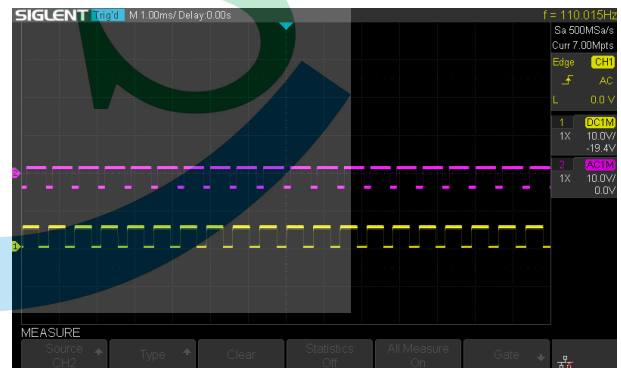 SIGLENT Trig'd M 1.00ms/ Delay:0.00s f = 110.015Hz
Sa 500MSa/s
Curr 7.00Mpts
Edge CH1
AC
L 0.0 V
1 DC1M
1X 10.0V/
-19.4V
2 AC1M
1X 10.0V/
0.0V
2
1
MEASURE
Source Type Clear Statistics All Measure Gate
CH2 Off On